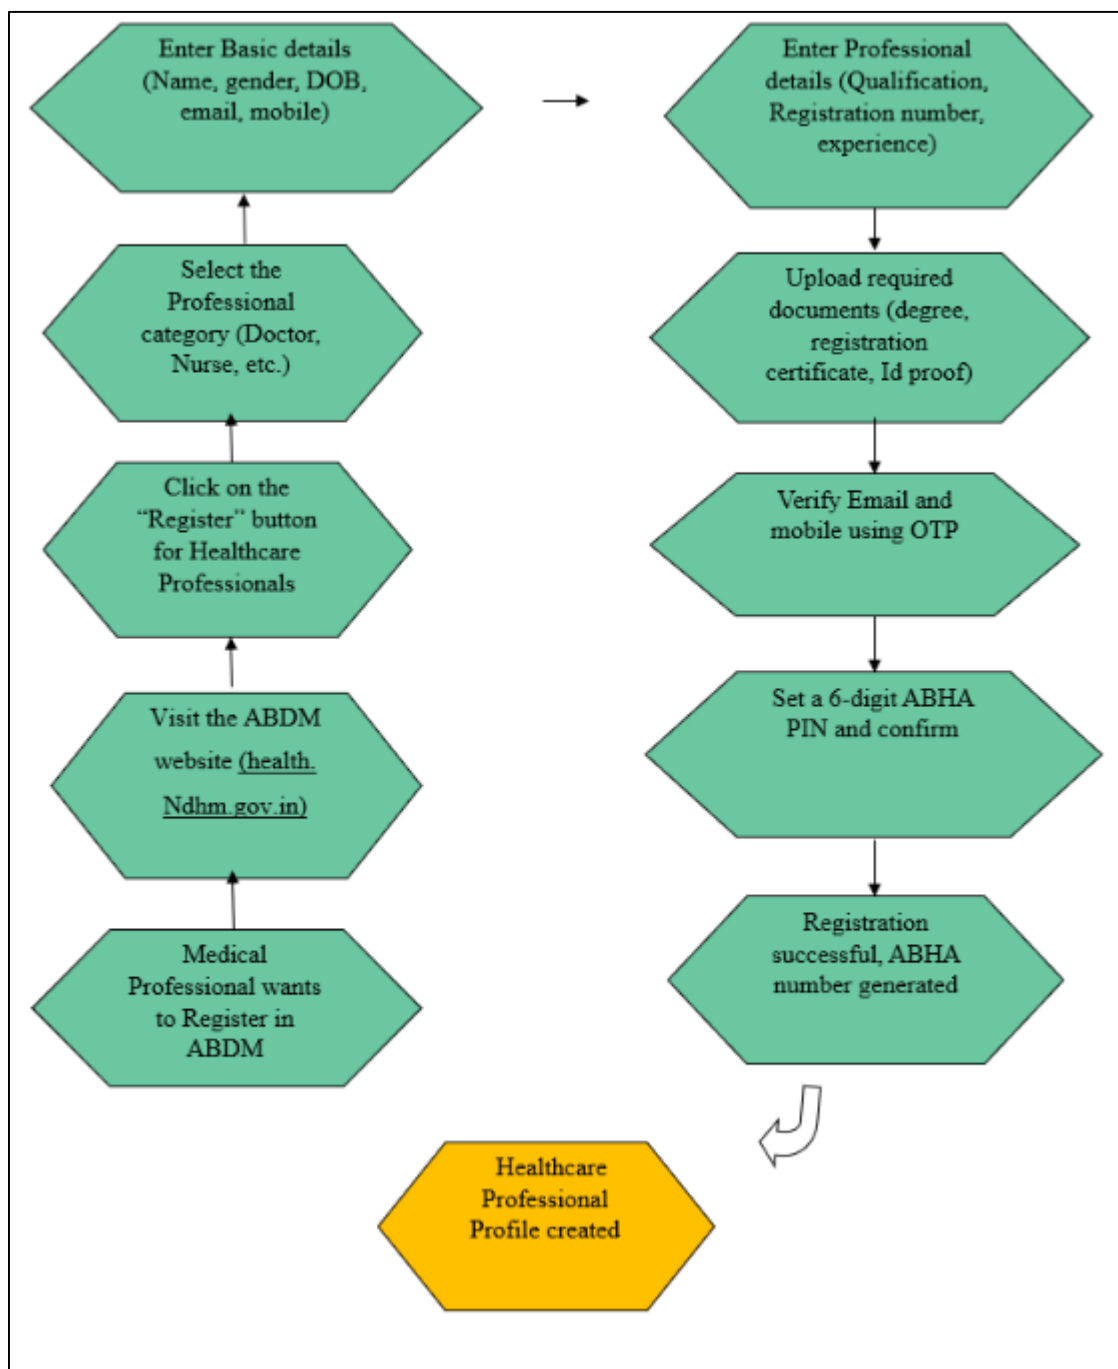 Enter Basic details
(Name, gender, DOB,
email, mobile)
Enter Professional
details (Qualification,
Registration number,
experience)
Select the
Professional
category (Doctor,
Nurse, etc.)
Upload required
documents (degree,
registration
certificate, Id proof)
Click on the
“Register” button
for Healthcare
Professionals
Verify Email and
mobile using OTP
Visit the ABDM
website (health.
Ndhm.gov.in)
Set a 6-digit ABHA
PIN and confirm
Medical
Professional wants
to Register in
ABDM
Registration
successful, ABHA
number generated
Healthcare
Professional
Profile created